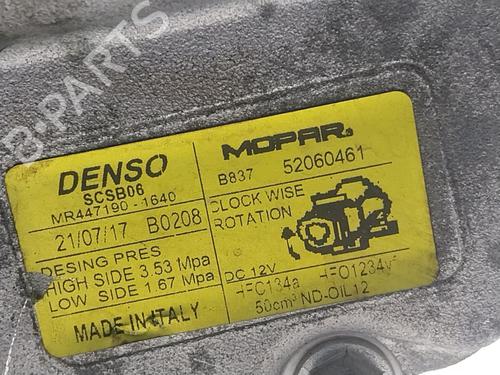 B-PARTS
DENSO
SCSB06
MR447190-1640
21/07/17 B0208
DESING PRES
HIGH SIDE 3.53 Mpa
LOW SIDE 1.67 Mpa
MADE IN ITALY
MOPAR®
B837 52060461
CLOCK WISE
ROTATION
DC 12V
HFC134a HFO1234yf
50cm³ ND-OIL12